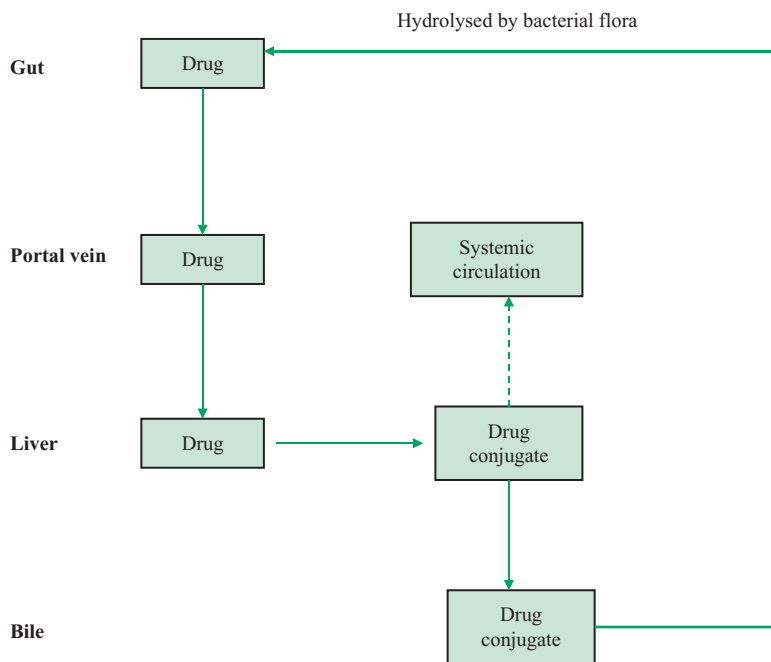 Hydrolysed by bacterial flora
Gut
Drug
Portal vein
Drug
Systemic
circulation
Liver
Drug
Drug
conjugate
Bile
Drug
conjugate